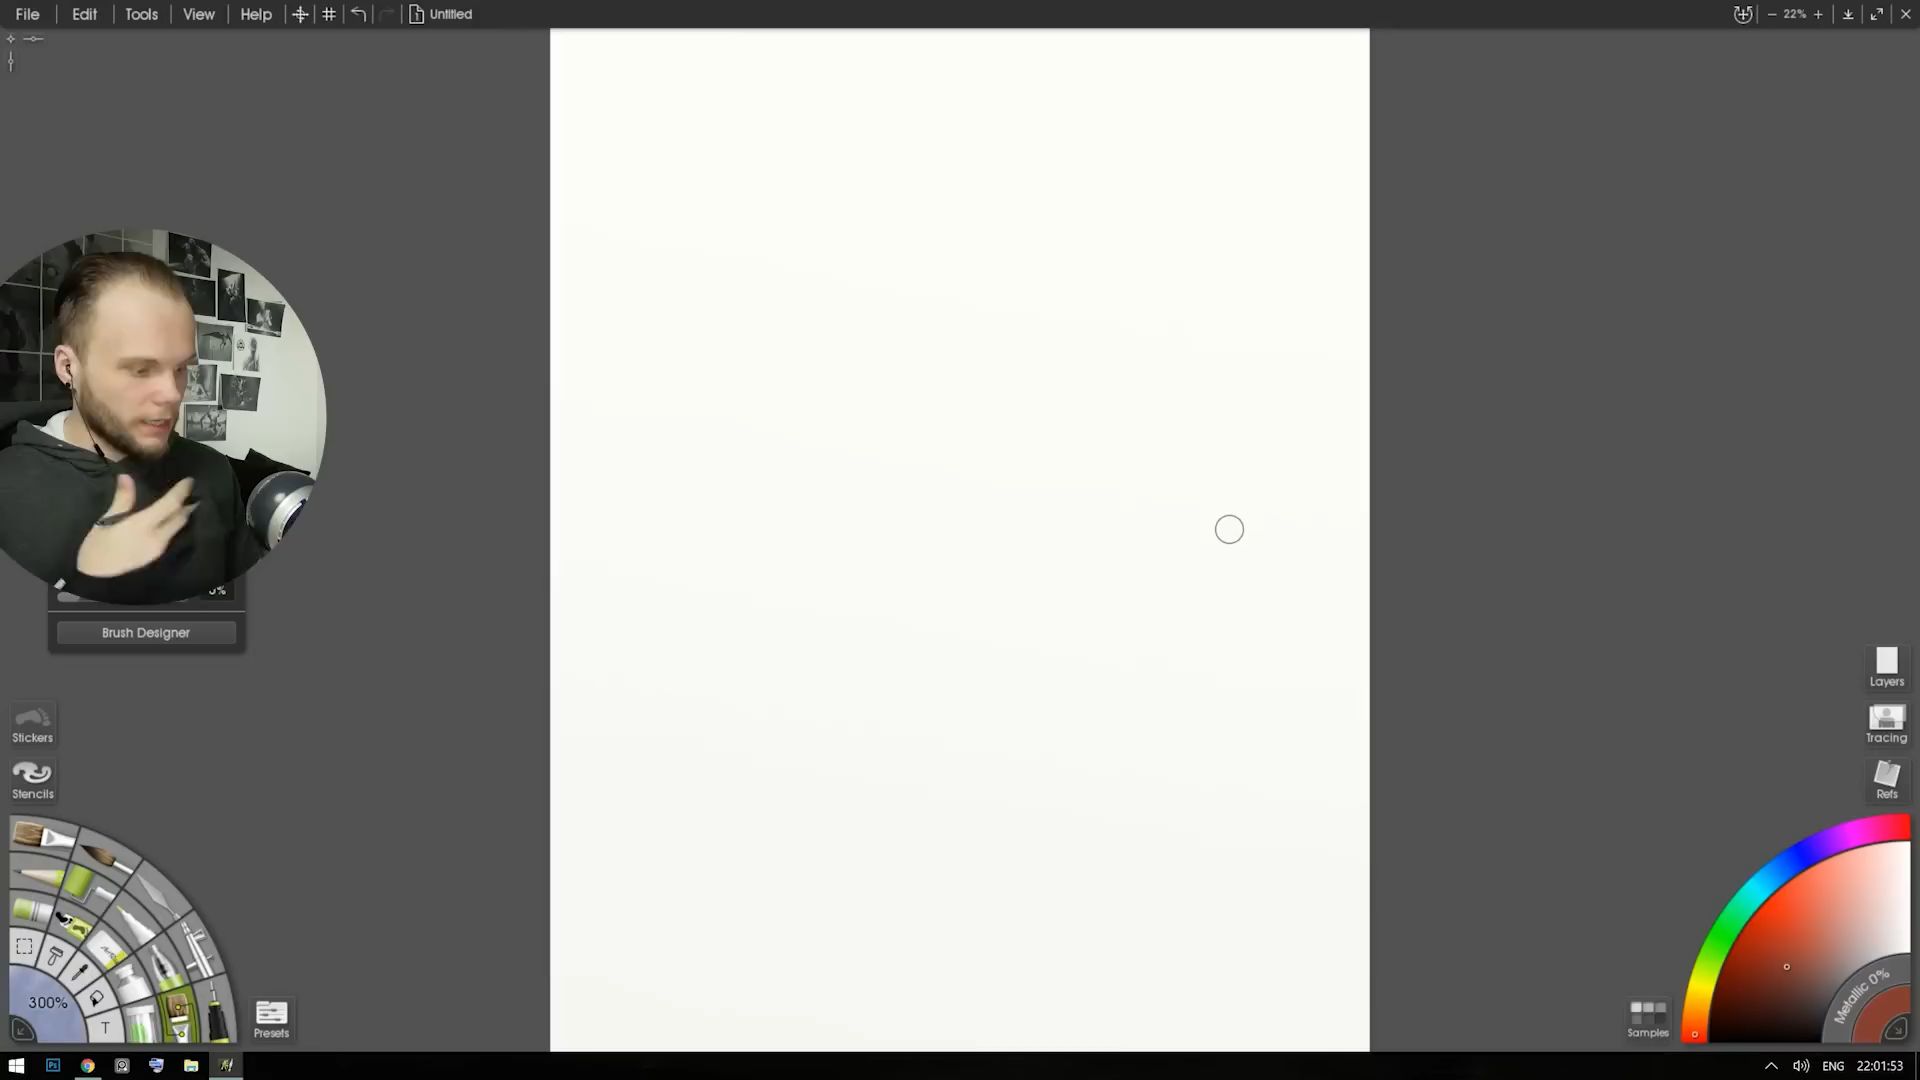 File Edit Tools View Help Untitled 22%
%
Brush Designer
Stickers
Stencils
300%
T
Presets
Layers
Tracing
Refs
Metallic 0%
Samples
Ps ENG 22:01:53